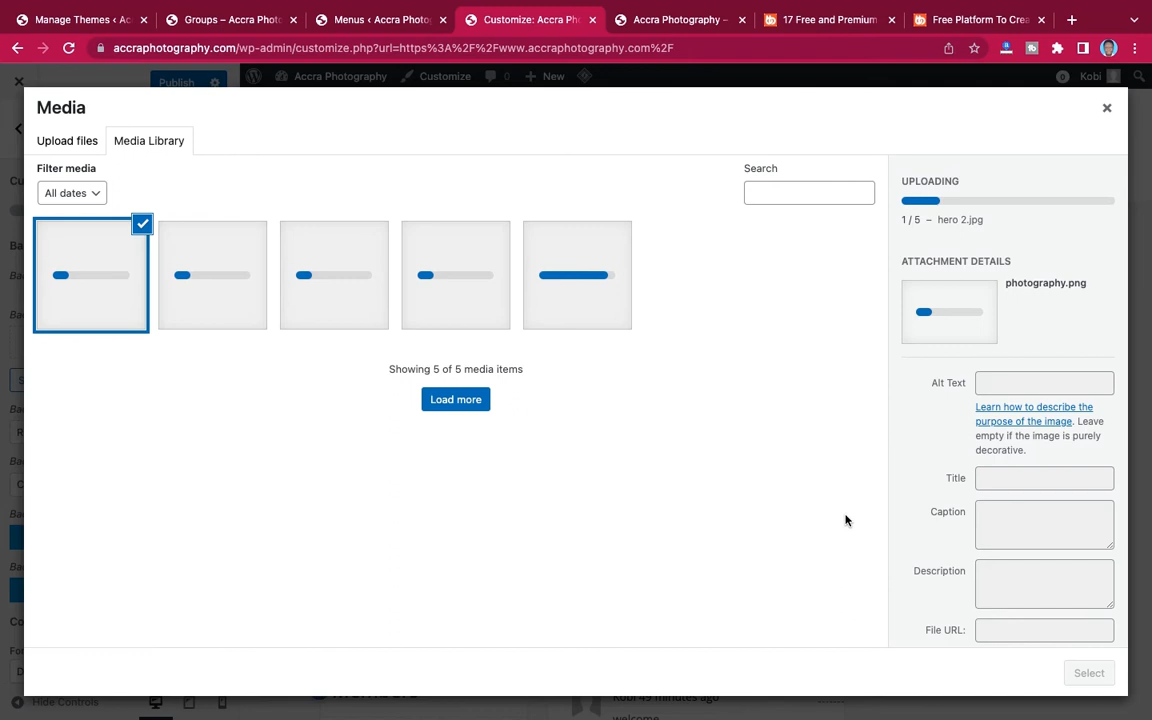 Manage Themes ‹ Ac
Groups – Accra Photo
Menus ‹ Accra Photo
Customize: Accra Ph
Accra Photography –
17 Free and Premium
Free Platform To Crea
accraphotography.com/wp-admin/customize.php?url=https%3A%2F%2Fwww.accraphotography.com%2F
Publish
Accra Photography
Customize
0
New
0
Kobi
Media
Upload files
Media Library
Filter media
All dates
Search
Showing 5 of 5 media items
Load more
UPLOADING
1 / 5 – hero 2.jpg
ATTACHMENT DETAILS
photography.png
Alt Text
Learn how to describe the
purpose of the image. Leave
empty if the image is purely
decorative.
Title
Caption
Description
File URL:
Select
Hide Controls
Kobi 49 minutes ago
welcome